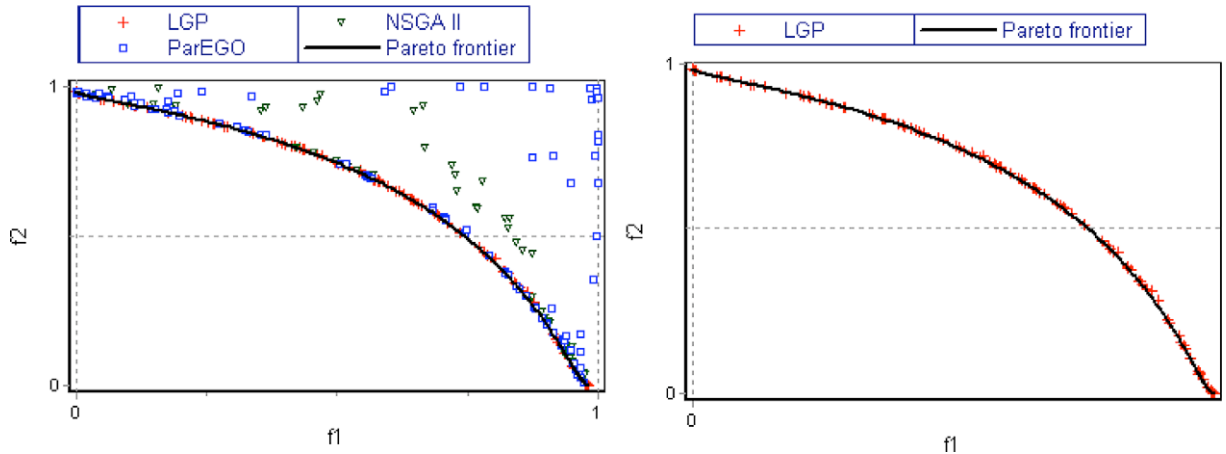 LGP NSGA II
ParEGO Pareto frontier
1
f2
0
0 1
f1
LGP Pareto frontier
1
f2
0
0
f1